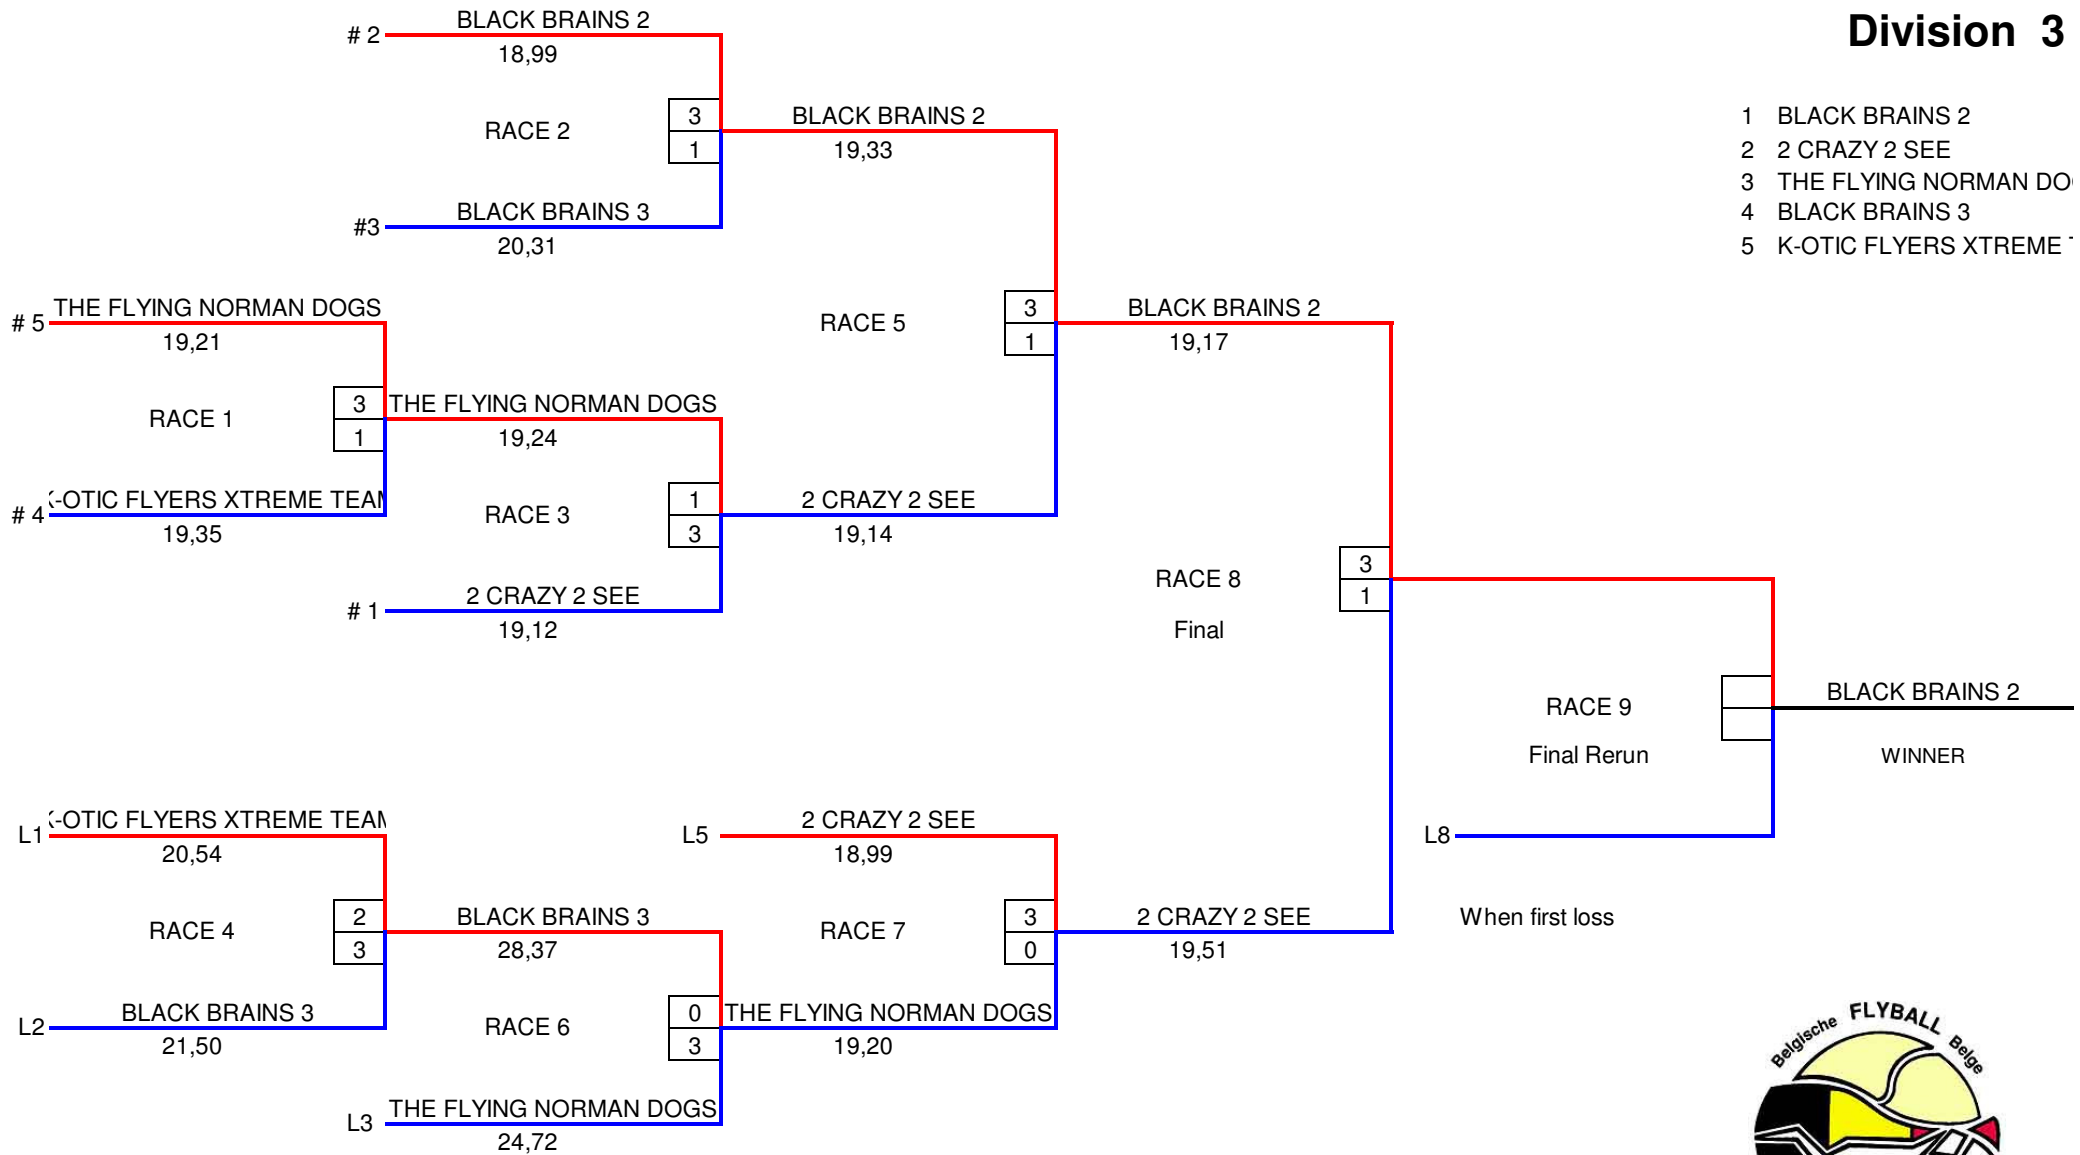 Division 3
# 2 BLACK BRAINS 2
18,99
RACE 2
3
1
#3 BLACK BRAINS 3
20,31
BLACK BRAINS 2
19,33
1 BLACK BRAINS 2
2 2 CRAZY 2 SEE
3 THE FLYING NORMAN
4 BLACK BRAINS 3
5 K-OTIC FLYERS XTREME
# 5 THE FLYING NORMAN DOGS
19,21
RACE 1
3
1
# 4 K-OTIC FLYERS XTREME TEAM
19,35
THE FLYING NORMAN DOGS
19,24
RACE 3
1
3
# 1 2 CRAZY 2 SEE
19,12
RACE 5
3
1
2 CRAZY 2 SEE
19,14
BLACK BRAINS 2
19,17
RACE 8
3
1
Final
RACE 9
Final Rerun
BLACK BRAINS 2
WINNER
L1 K-OTIC FLYERS XTREME TEAM
20,54
RACE 4
2
3
L2 BLACK BRAINS 3
21,50
BLACK BRAINS 3
28,37
RACE 6
0
3
L3 THE FLYING NORMAN DOGS
24,72
L5 2 CRAZY 2 SEE
18,99
RACE 7
3
0
THE FLYING NORMAN DOGS
19,20
2 CRAZY 2 SEE
19,51
L8
When first loss
Belgische FLYBALL Belge